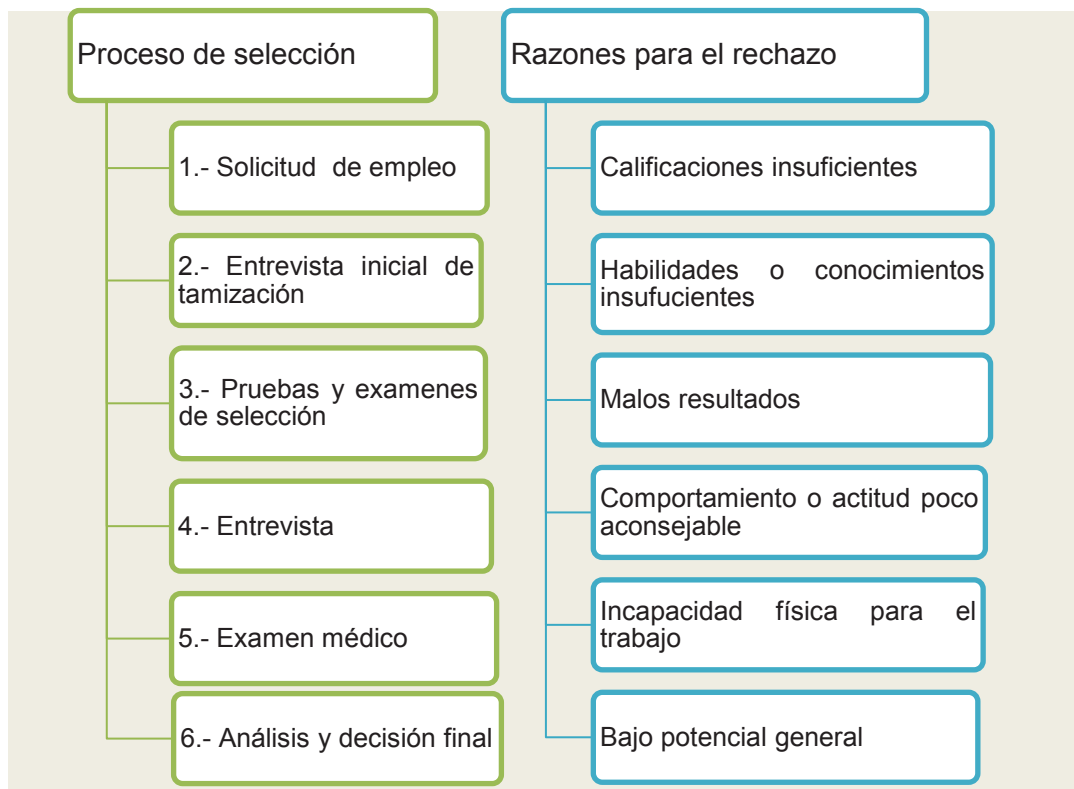 Proceso de selección
1.- Solicitud de empleo
2.- Entrevista inicial de
tamización
3.- Pruebas y examenes
de selección
4.- Entrevista
5.- Examen médico
6.- Análisis y decisión final
Razones para el rechazo
Calificaciones insuficientes
Habilidades o conocimientos
insufucientes
Malos resultados
Comportamiento o actitud poco
aconsejable
Incapacidad física para el
trabajo
Bajo potencial general